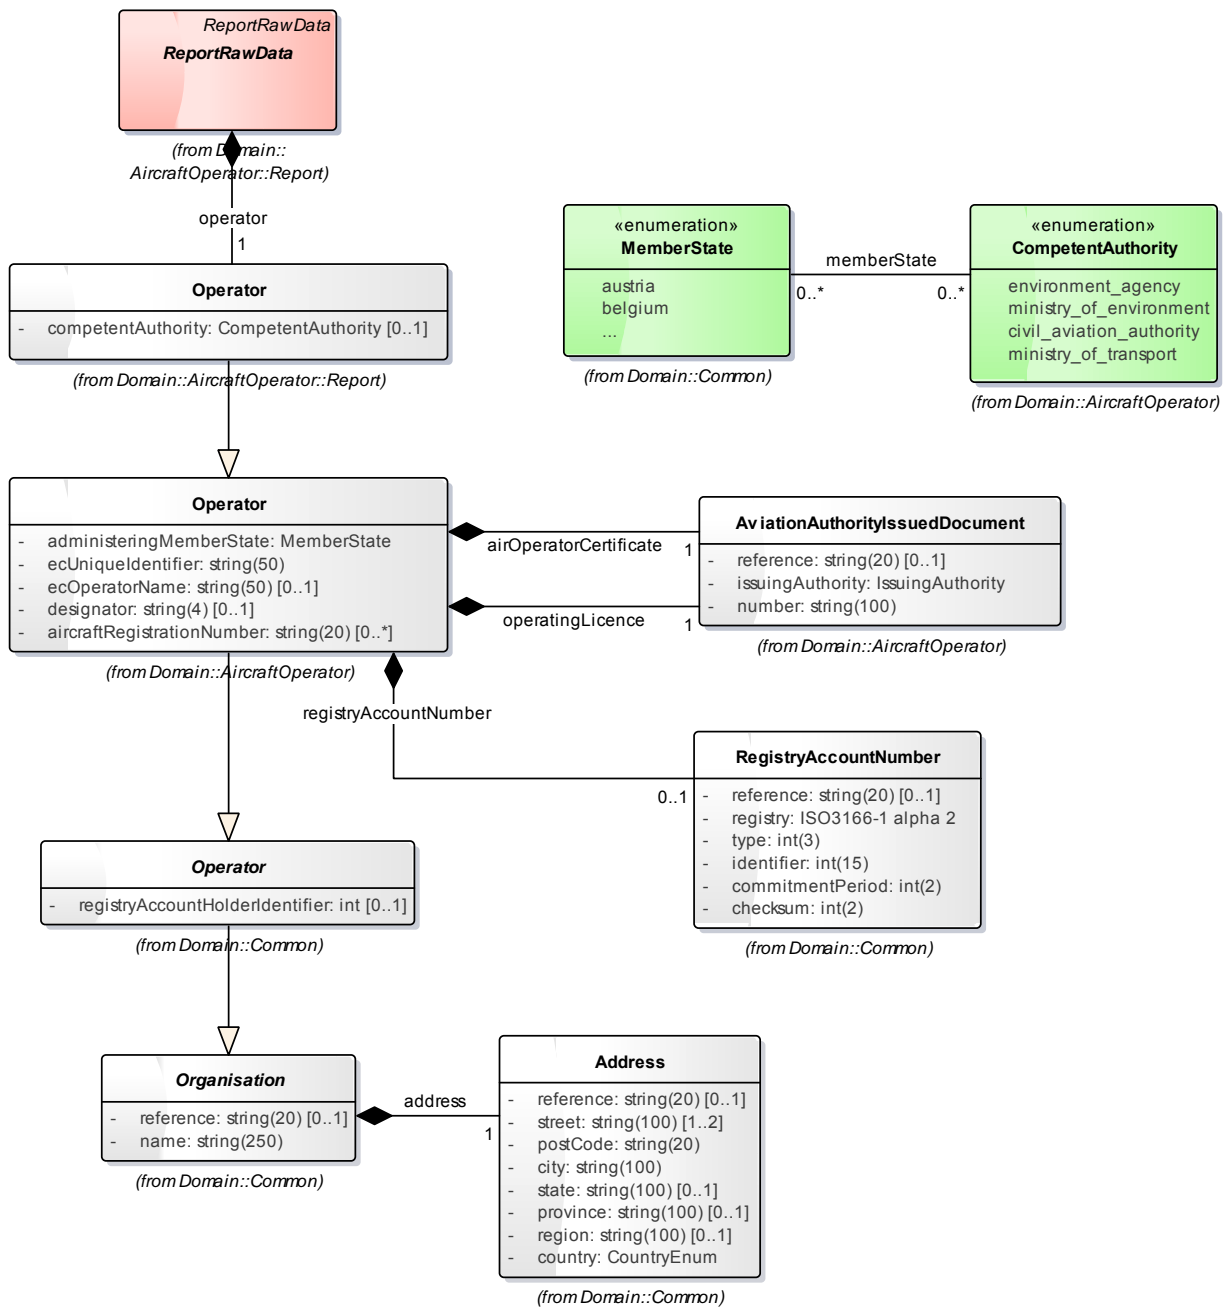 ReportRawData
ReportRawData
(from Domain::
AircraftOperator::Report)
operator
1
Operator
- competentAuthority: CompetentAuthority [0..1]
(from Domain::AircraftOperator::Report)
«enumeration»
MemberState
austria
belgium
...
(from Domain::Common)
memberState
0..*
0..*
«enumeration»
CompetentAuthority
environment_agency
ministry_of_environment
civil_aviation_authority
ministry_of_transport
(from Domain::AircraftOperator)
Operator
- administeringMemberState: MemberState
- ecUniqueIdentifier: string(50)
- ecOperatorName: string(50) [0..1]
- designator: string(4) [0..1]
- aircraftRegistrationNumber: string(20) [0..*]
(from Domain::AircraftOperator)
airOperatorCertificate
1
operatingLicence
1
AviationAuthorityIssuedDocument
- reference: string(20) [0..1]
- issuingAuthority: IssuingAuthority
- number: string(100)
(from Domain::AircraftOperator)
registryAccountNumber
0..1
RegistryAccountNumber
- reference: string(20) [0..1]
- registry: ISO3166-1 alpha 2
- type: int(3)
- identifier: int(15)
- commitmentPeriod: int(2)
- checksum: int(2)
(from Domain::Common)
Operator
- registryAccountHolderIdentifier: int [0..1]
(from Domain::Common)
Organisation
- reference: string(20) [0..1]
- name: string(250)
(from Domain::Common)
address
1
Address
- reference: string(20) [0..1]
- street: string(100) [1..2]
- postCode: string(20)
- city: string(100)
- state: string(100) [0..1]
- province: string(100) [0..1]
- region: string(100) [0..1]
- country: CountryEnum
(from Domain::Common)